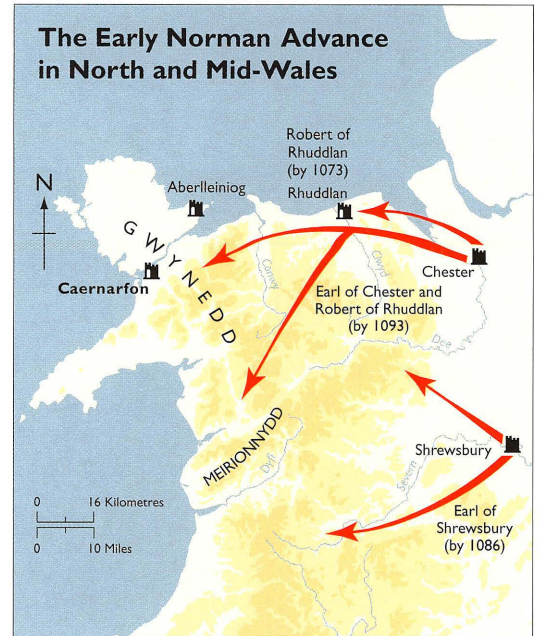 The Early Norman Advance
in North and Mid-Wales
Robert of
Rhuddlan
(by 1073)
Rhuddlan
N
Aberlleiniog
GWYNEDD
Caernarfon
Conwy
Clwyd
Chester
Earl of Chester and
Robert of Rhuddlan
(by 1093)
Dee
MEIRIONNYDD
Dyfi
Shrewsbury
Severn
Earl of
Shrewsbury
(by 1086)
0 16 Kilometres
0 10 Miles